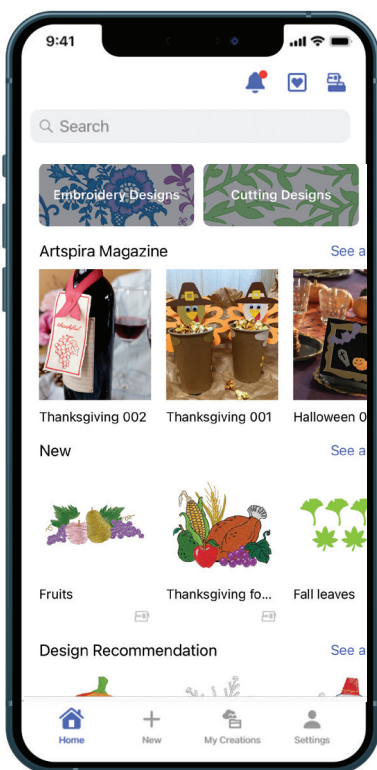 9:41
Search
Embroidery Designs
Cutting Designs
Artspira Magazine
See a
thankful
Thanksgiving 002
Thanksgiving 001
Halloween 0
New
See a
Fruits
Thanksgiving fo...
Fall leaves
Design Recommendation
See a
Home
New
My Creations
Settings